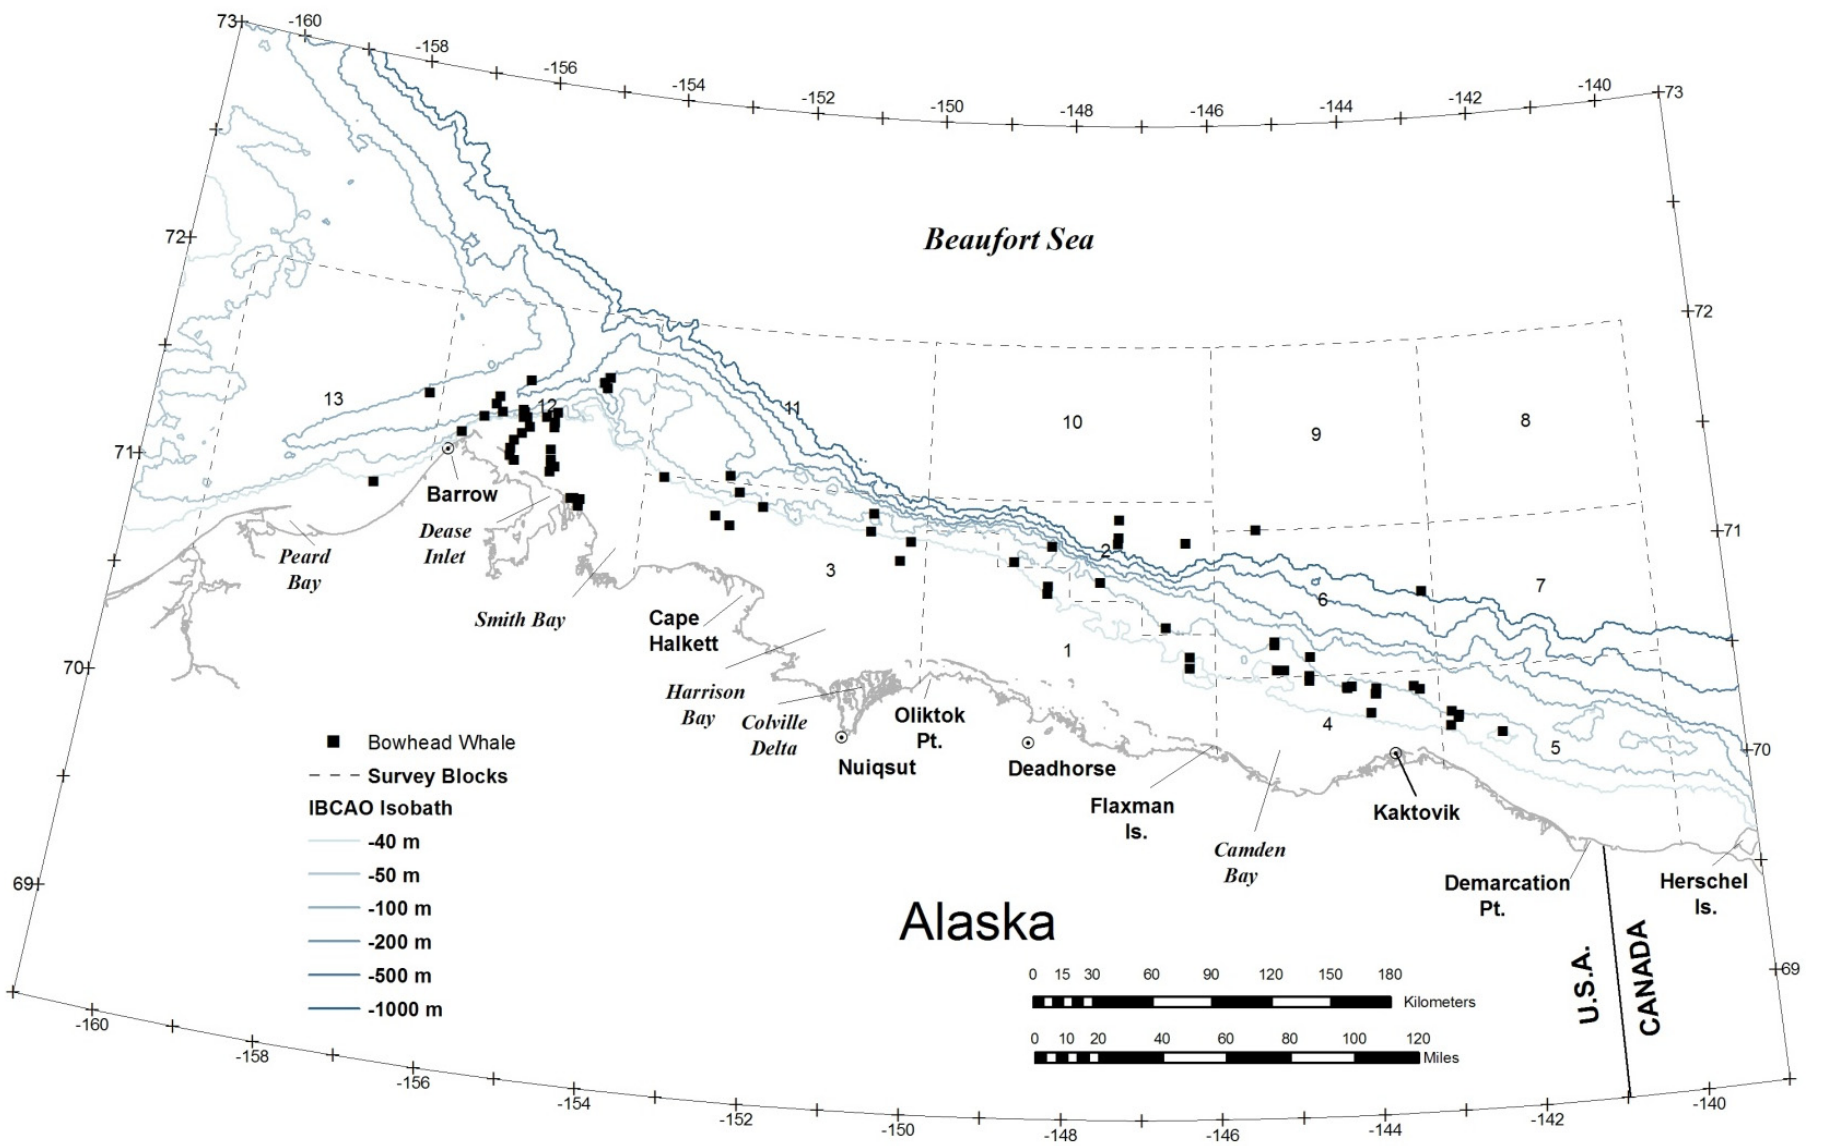 73
-160
-158
-156
-154
-152
-150
-148
-146
-144
-142
-140
73
72
Beaufort Sea
72
13
12
11
10
9
8
71
71
Barrow
Dease
Inlet
Peard
Bay
Smith Bay
Cape
Halkett
3
2
6
7
1
70
Harrison
Bay
Colville
Delta
Oliktok
Pt.
4
5
70
Nuiqsut
Deadhorse
Flaxman
Is.
Camden
Bay
Kaktovik
Demarcation
Pt.
Herschel
Is.
Bowhead Whale
Survey Blocks
IBCAO Isobath
-40 m
-50 m
-100 m
-200 m
-500 m
-1000 m
69
Alaska
U.S.A.
CANADA
69
0 15 30 60 90 120 150 180
Kilometers
0 10 20 40 60 80 100 120
Miles
-160
-158
-156
-154
-152
-150
-148
-146
-144
-142
-140